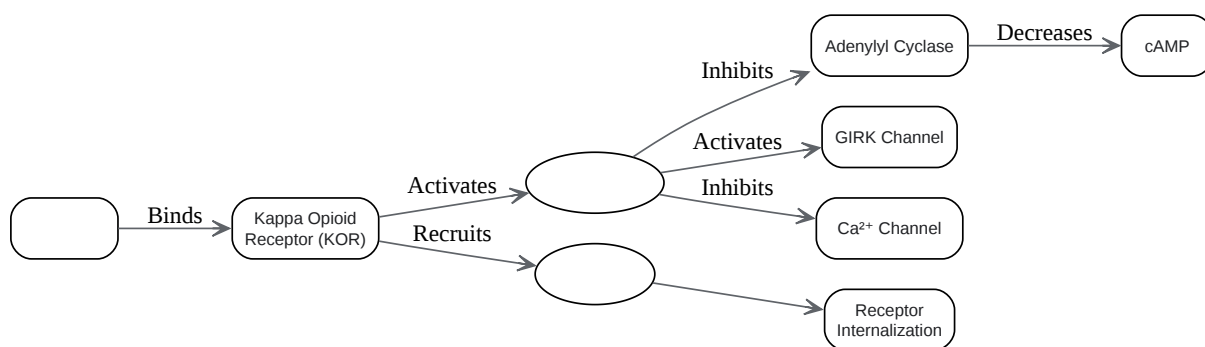 Adenylyl Cyclase
Decreases
cAMP
Inhibits
GIRK Channel
Activates
Inhibits
Activates
Binds
Kappa Opioid
Receptor (KOR)
Ca²⁺ Channel
Recruits
Receptor
Internalization